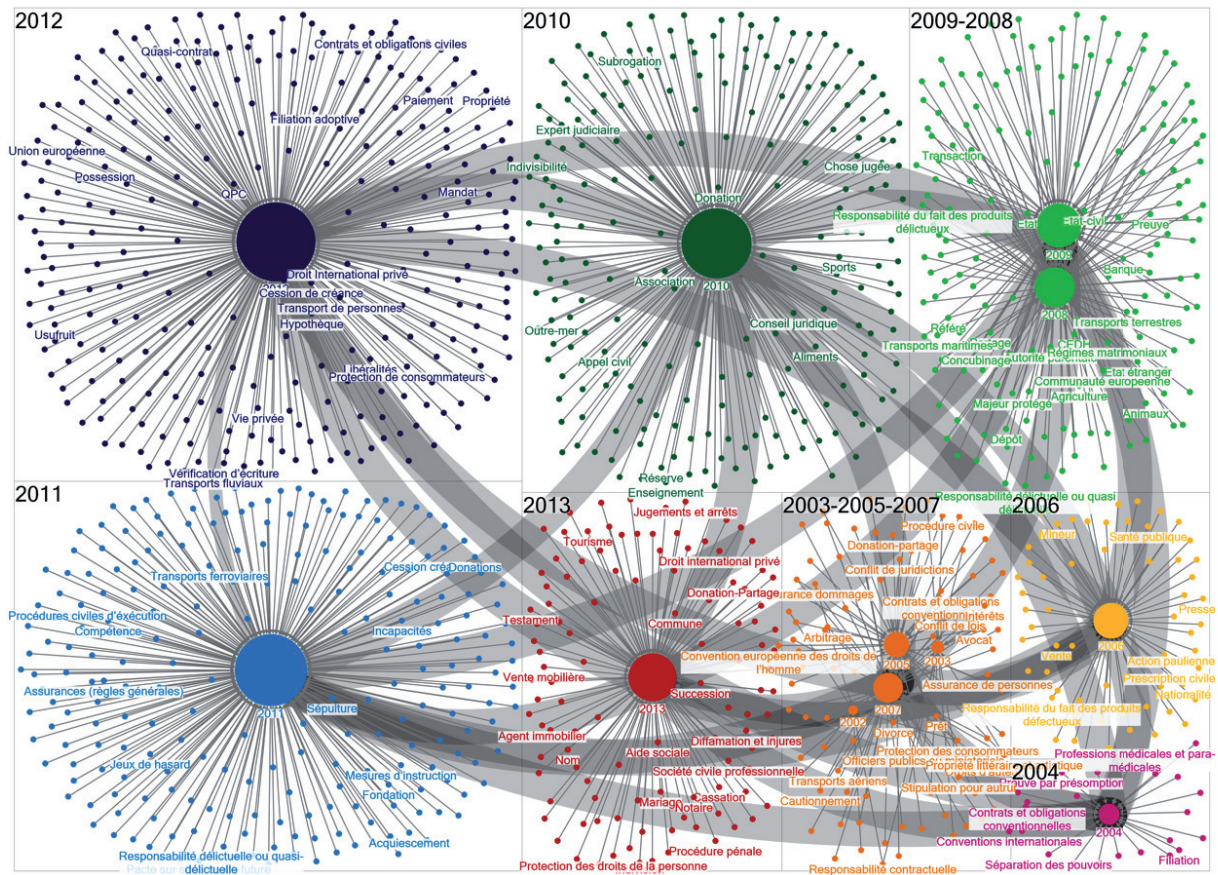 2012
Quasi-contrat
Contrats et obligations civiles
Paiement
Propriété
Filiation adoptive
Union européenne
Possession
QPC
Mandat
Droit International privé
Cession de créance
Transport de personnes
Hypothèque
Usufruit
Libéralités
Protection de consommateurs
Vie privée
Vérification d'écriture
Transports fluviaux
2010
Subrogation
Expert judiciaire
Indivisibilité
Chose jugée
Donation
Sports
Association
2010
Outre-mer
Conseil juridique
Appel civil
Aliments
Réserve
Enseignement
2009-2008
Transaction
Responsabilité du fait des produits
délictueux
Etat
Etat-civil
Preuve
2009
Banque
2008
Transports terrestres
Référé
Transports maritimes
CEDH
Régimes matrimoniaux
Concubinage
Etat étranger
Communauté européenne
Agriculture
Majeur protégé
Animaux
Dépôt
Responsabilité délictuelle ou quasi
2011
Transports ferroviaires
Donations
Procédures civiles d'éxécution
Compétence
Incapacités
Assurances (règles générales)
Sépulture
2011
Jeux de hasard
Mesures d'instruction
Fondation
Acquiescement
Responsabilité délictuelle ou quasi-
délictuelle
2013
Jugements et arrêts
Tourisme
Droit international privé
Donation-Partage
Testament
Commune
Convention européenne des droits de
l'homme
Vente mobilière
Succession
2013
Agent immobilier
Diffamation et injures
Nom
Aide sociale
Société civile professionnelle
Mariage
Cassation
Notaire
Procédure pénale
Protection des droits de la personne
2003-2005-2007
Procédure civile
Donation-partage
Conflit de juridictions
Contrats et obligations
Intérêts
Conflit de lois
Arbitrage
Avocat
2005
2003
Assurance de personnes
2007
2002
Prêt
Divorce
Protection des consommateurs
Officiers publics
Transports aériens
Stipulation pour autrui
Cautionnement
Responsabilité contractuelle
2006
Mineur
Santé publique
Presse
2006
Vente
Action paulienne
Prescription civile
Nationalité
Responsabilité du fait des produits
défectueux
Professions médicales et para-
médicales
2004
Contrats et obligations
conventionnelles
2004
Conventions internationales
Séparation des pouvoirs
Filiation